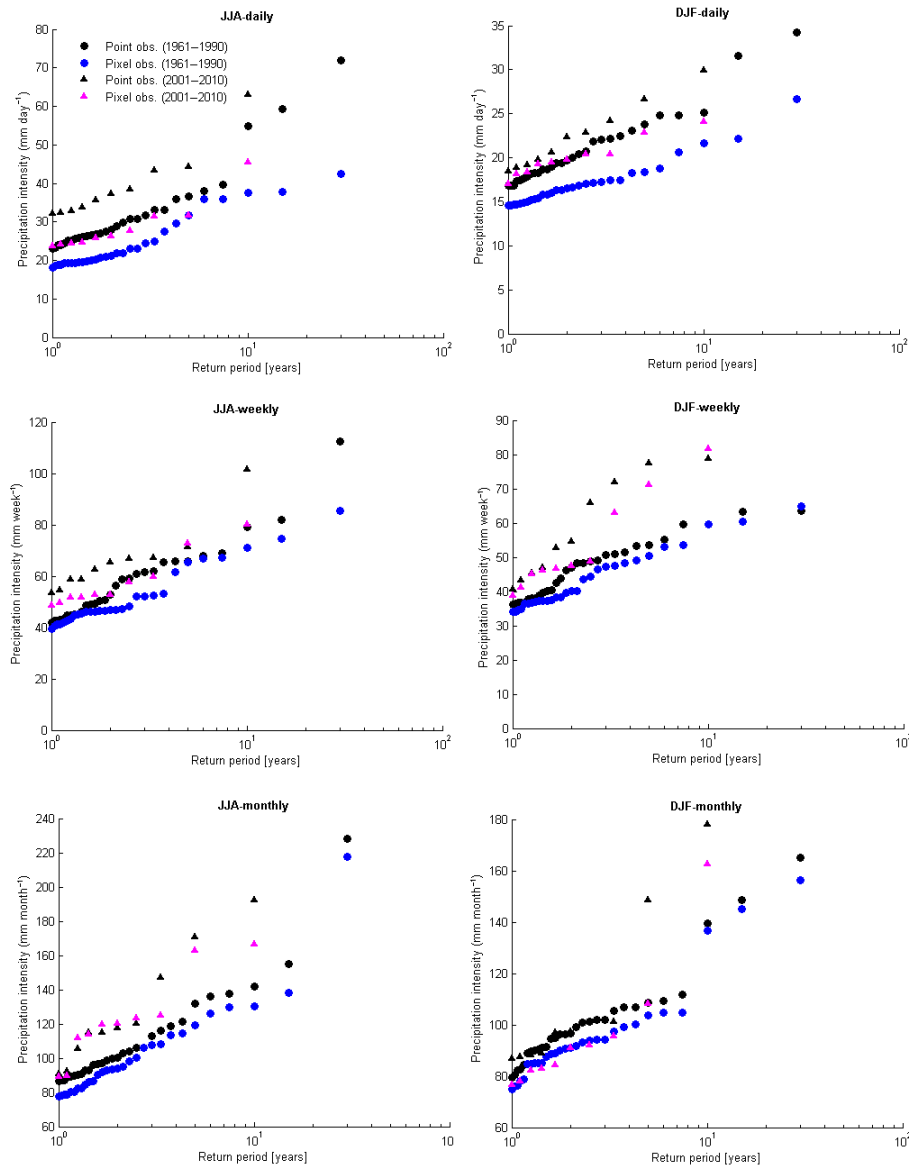 JJA-daily
80
70
60
50
40
30
20
10
0
Precipitation intensity (mm day⁻¹)
Point obs. (1961–1990)
Pixel obs. (1961–1990)
Point obs. (2001–2010)
Pixel obs. (2001–2010)
10⁰ 10¹ 10²
Return period [years]
DJF-daily
35
30
25
20
15
10
5
0
Precipitation intensity (mm day⁻¹)
10⁰ 10¹ 10²
Return period [years]
JJA-weekly
120
100
80
60
40
20
0
Precipitation intensity (mm week⁻¹)
10⁰ 10¹ 10²
Return period [years]
DJF-weekly
90
80
70
60
50
40
30
20
10
0
Precipitation intensity (mm week⁻¹)
10⁰ 10¹ 10²
Return period [years]
JJA-monthly
240
220
200
180
160
140
120
100
80
60
Precipitation intensity (mm month⁻¹)
10⁰ 10¹ 10
Return period [years]
DJF-monthly
180
160
140
120
100
80
60
Precipitation intensity (mm month⁻¹)
10⁰ 10¹ 10²
Return period [years]